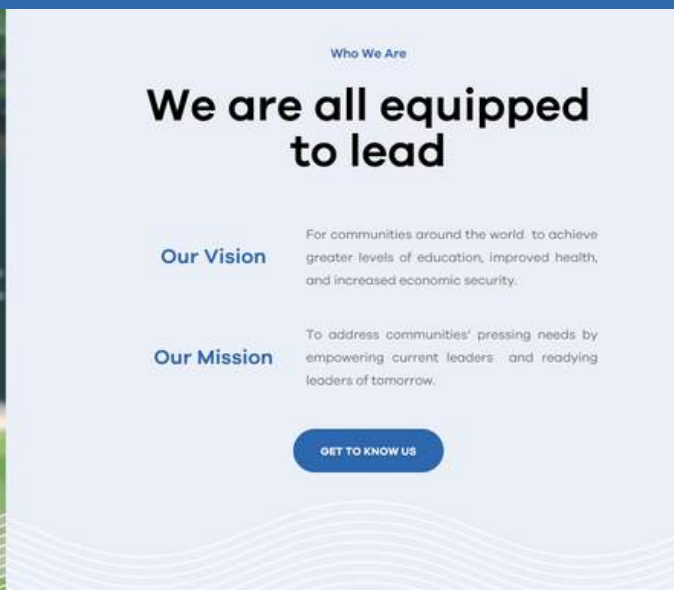 Who We Are
We are all equipped
to lead
Our Vision
For communities around the world to achieve
greater levels of education, improved health,
and increased economic security.
Our Mission
To address communities' pressing needs by
empowering current leaders and readying
leaders of tomorrow.
GET TO KNOW US